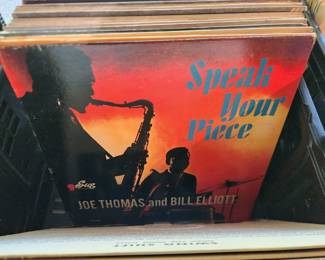 Speak
Your
Piece
JOE THOMAS and BILL ELLIOTT